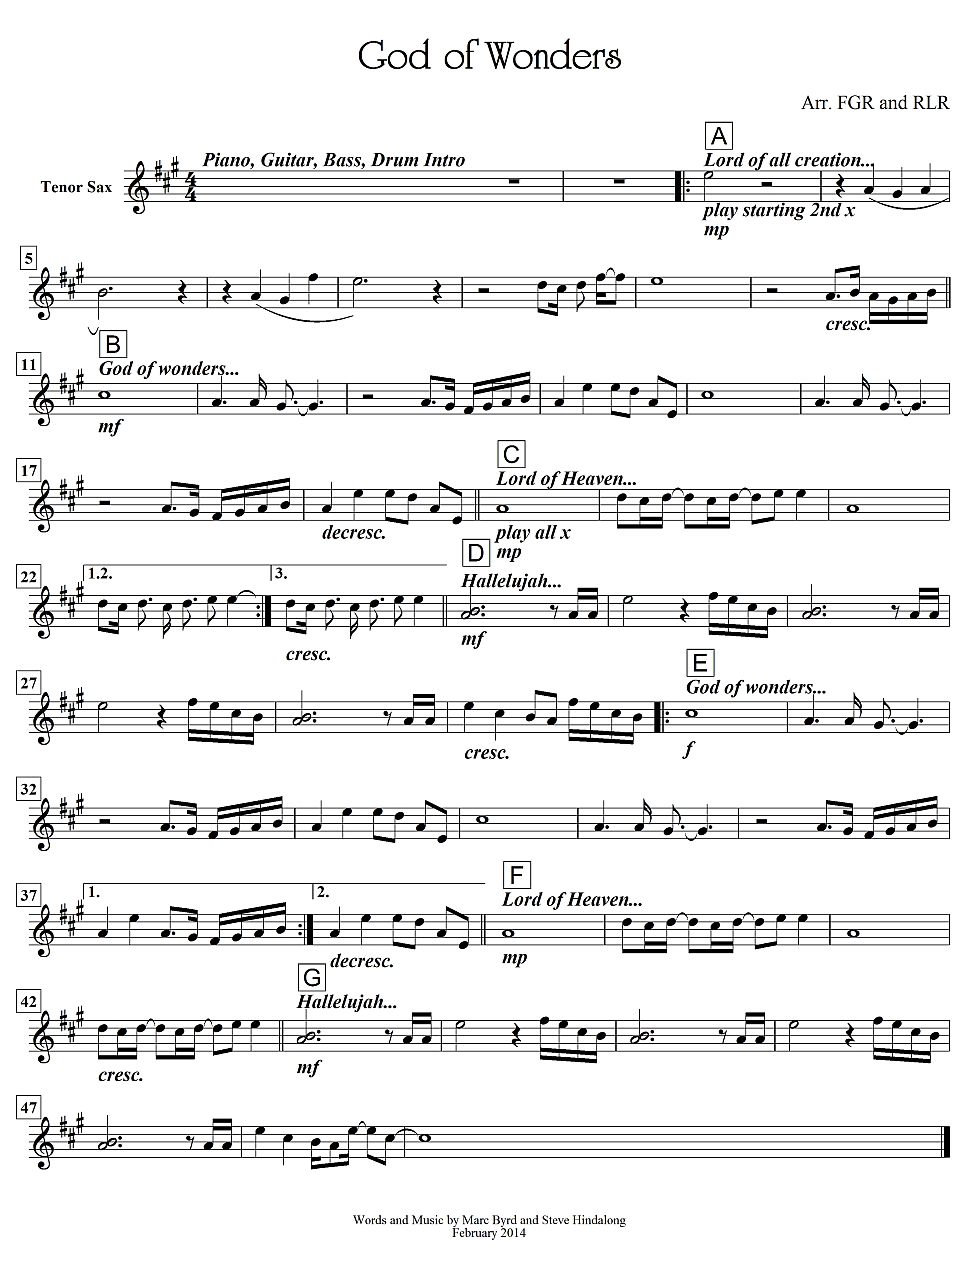 God of Wonders
Arr. FGR and RLR
A
Piano, Guitar, Bass, Drum Intro
Lord of all creation...
Tenor Sax
4
4
play starting 2nd x
mp
5
cresc.
B
God of wonders...
11
mf
C
Lord of Heaven...
17
decresc.
play all x
mp
D
22
1.2.
3.
Hallelujah...
cresc.
mf
E
27
God of wonders...
cresc.
f
32
F
37
1.
2.
Lord of Heaven...
decresc.
mp
G
42
Hallelujah...
cresc.
mf
47
Words and Music by Marc Byrd and Steve Hindalong
February 2014